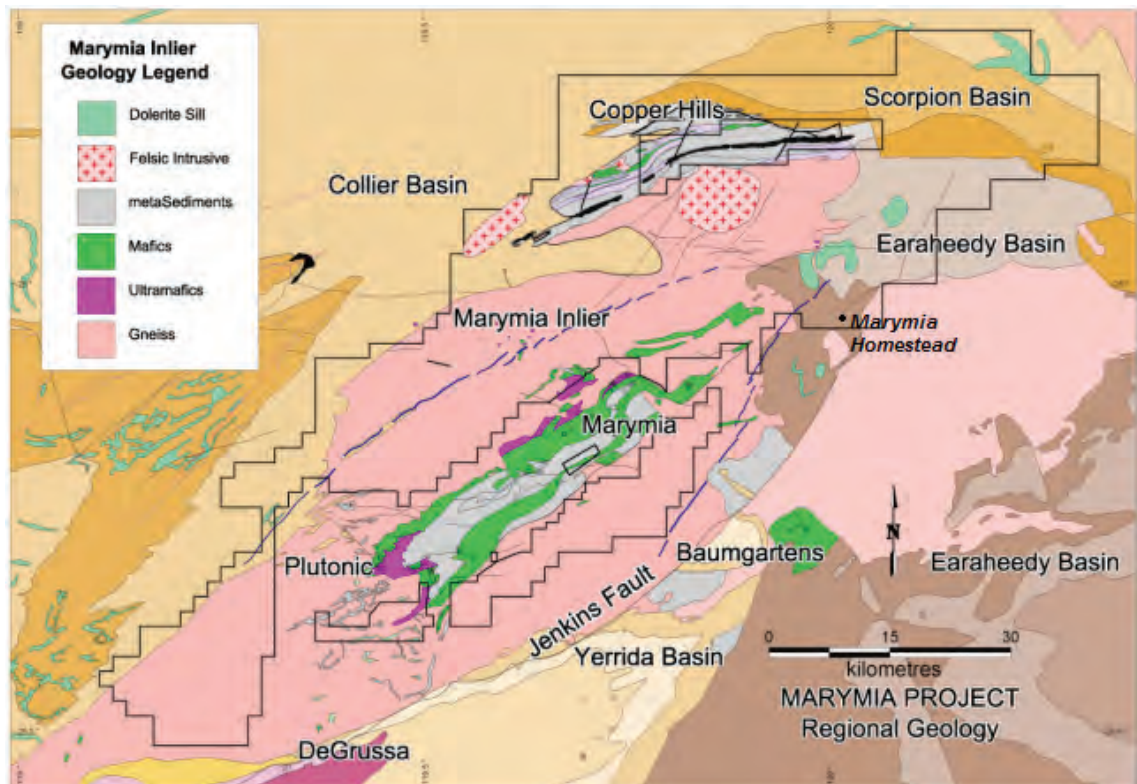 Marymia Inlier
Geology Legend
Dolerite Sill
Felsic Intrusive
metaSediments
Mafics
Ultramafics
Gneiss
Copper Hills
Scorpion Basin
Collier Basin
Earaheedy Basin
Marymia Inlier
Marymia
Homestead
Marymia
Plutonic
Baumgartens
N
Earaheedy Basin
Jenkins Fault
Yerrida Basin
0 15 30
kilometres
MARYMIA PROJECT
Regional Geology
DeGrussa
119.5